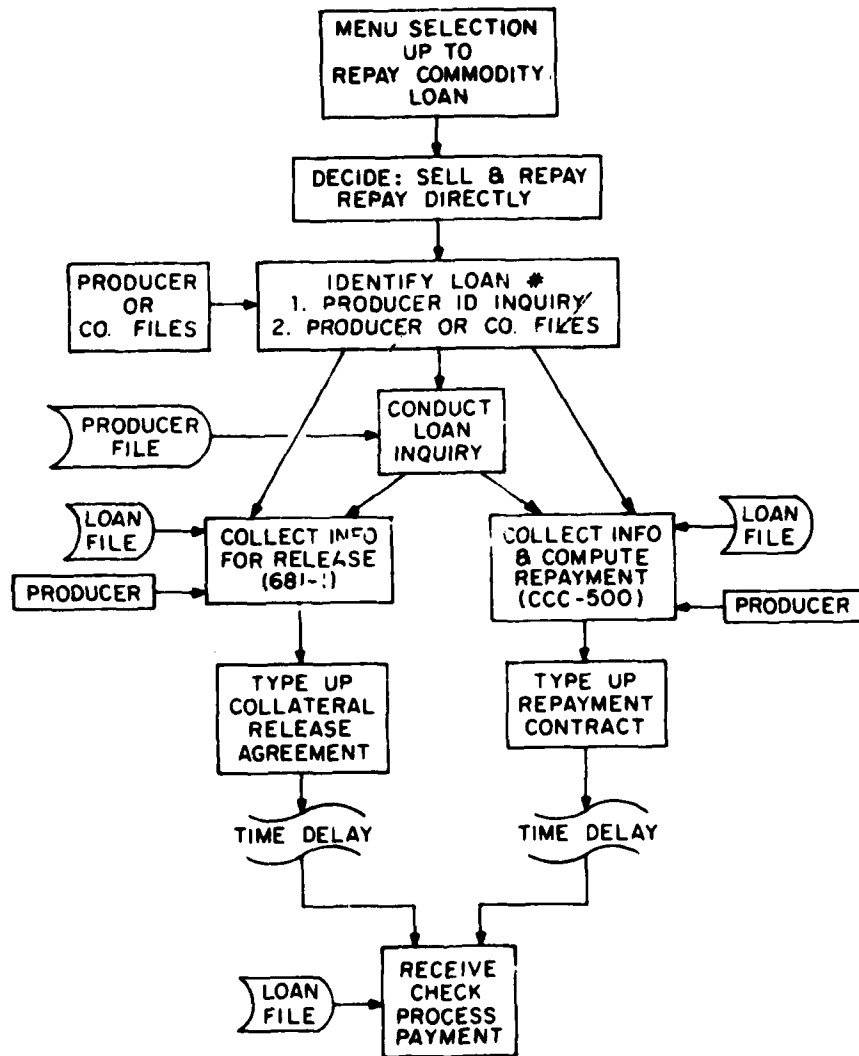 MENU SELECTION
UP TO
REPAY COMMODITY
LOAN
DECIDE: SELL & REPAY
REPAY DIRECTLY
PRODUCER
OR
CO. FILES
IDENTIFY LOAN #
1. PRODUCER ID INQUIRY
2. PRODUCER OR CO. FILES
PRODUCER
FILE
CONDUCT
LOAN
INQUIRY
LOAN
FILE
COLLECT INFO
FOR RELEASE
PRODUCER
COLLECT INFO
& COMPUTE
REPAYMENT
(CCC-500)
LOAN
FILE
PRODUCER
TYPE UP
COLLATERAL
RELEASE
AGREEMENT
TYPE UP
REPAYMENT
CONTRACT
TIME DELAY
TIME DELAY
LOAN
FILE
RECEIVE
CHECK
PROCESS
PAYMENT